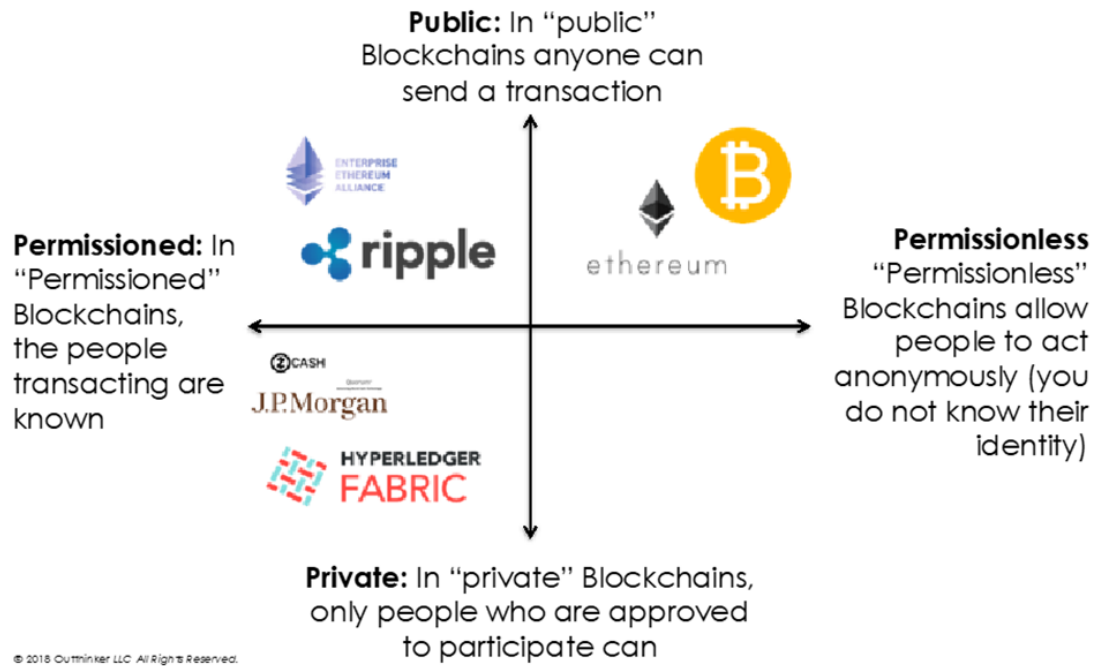 Public: In “public”
Blockchains anyone can
send a transaction
ENTERPRISE
ETHEREUM
ALLIANCE
ripple
ethereum
Permissioned: In
“Permissioned”
Blockchains,
the people
transacting are
known
Permissionless
“Permissionless”
Blockchains allow
people to act
anonymously (you
do not know their
identity)
ZCASH
J.P.Morgan
HYPERLEDGER
FABRIC
Private: In “private” Blockchains,
only people who are approved
to participate can
© 2018 Outthinker LLC All Rights Reserved.